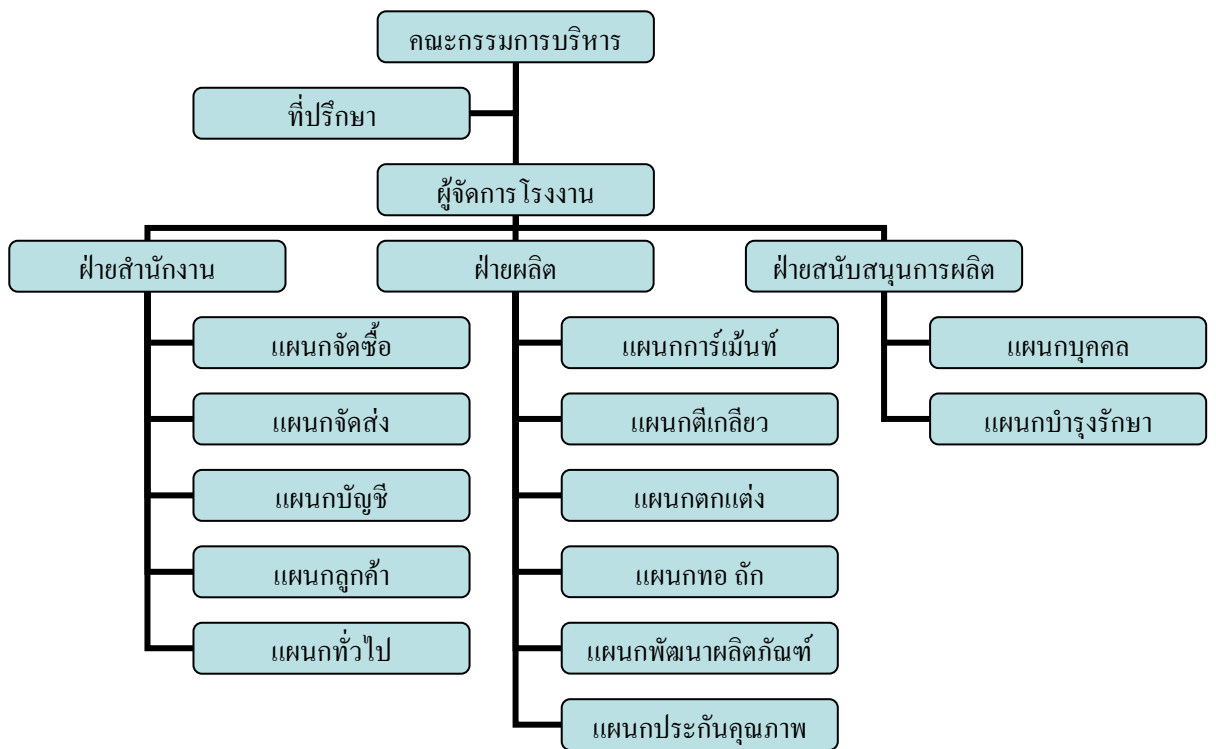 คณะกรรมการบริหาร
ที่ปรึกษา
ผู้จัดการโรงงาน
ฝ่ายสำนักงาน
ฝ่ายผลิต
ฝ่ายสนับสนุนการผลิต
แผนกจัดซื้อ
แผนกการ์เม้นท์
แผนกบุคคล
แผนกจัดส่ง
แผนกตีเกลียว
แผนกบำรุงรักษา
แผนกบัญชี
แผนกตกแต่ง
แผนกลูกค้า
แผนกทอ ถัก
แผนกทั่วไป
แผนกพัฒนาผลิตภัณฑ์
แผนกประกันคุณภาพ